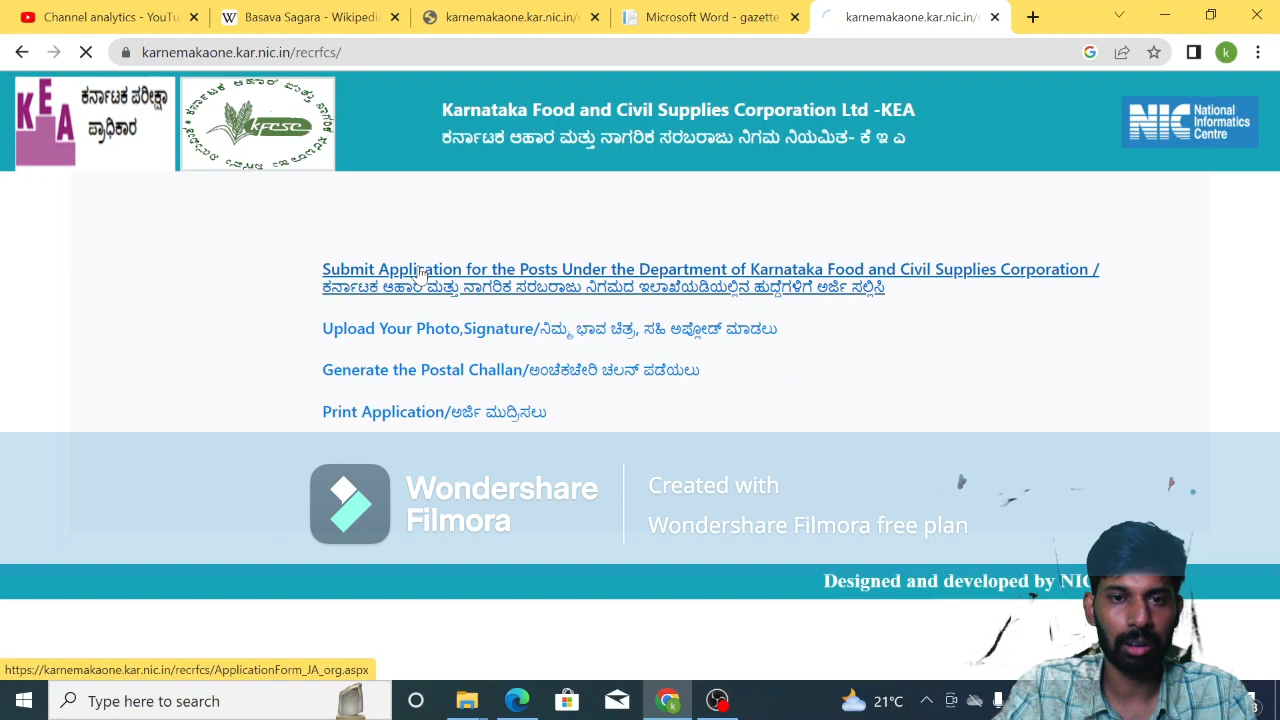 Channel analytics - YouTu
Basava Sagara - Wikipedi
karnemakaone.kar.nic.in/
Microsoft Word - gazette
karnemakaone.kar.nic.in/
karnemakaone.kar.nic.in/recrfcs/
k
KEA
ಕರ್ನಾಟಕ ಪರೀಕ್ಷಾ
ಪ್ರಾಧಿಕಾರ
kfcsc
Karnataka Food and Civil Supplies Corporation Ltd -KEA
ಕರ್ನಾಟಕ ಆಹಾರ ಮತ್ತು ನಾಗರಿಕ ಸರಬರಾಜು ನಿಗಮ ನಿಯಮಿತ- ಕೆ ಇ ಎ
NIC National
Informatics
Centre
Submit Application for the Posts Under the Department of Karnataka Food and Civil Supplies Corporation /
ಕರ್ನಾಟಕ ಆಹಾರ ಮತ್ತು ನಾಗರಿಕ ಸರಬರಾಜು ನಿಗಮದ ಇಲಾಖೆಯಡಿಯಲ್ಲಿನ ಹುದ್ದೆಗಳಿಗೆ ಅರ್ಜಿ ಸಲ್ಲಿಸಿ
Upload Your Photo,Signature/ನಿಮ್ಮ ಭಾವ ಚಿತ್ರ, ಸಹಿ ಅಪ್ಲೋಡ್ ಮಾಡಲು
Generate the Postal Challan/ಅಂಚೆಕಚೇರಿ ಚಲನ್ ಪಡೆಯಲು
Print Application/ಅರ್ಜಿ ಮುದ್ರಿಸಲು
Wondershare
Filmora
Created with
Wondershare Filmora free plan
Designed and developed by NIC
https://karnemakaone.kar.nic.in/recrfcs/ApplicationForm_JA_org.aspx
Type here to search
21°C